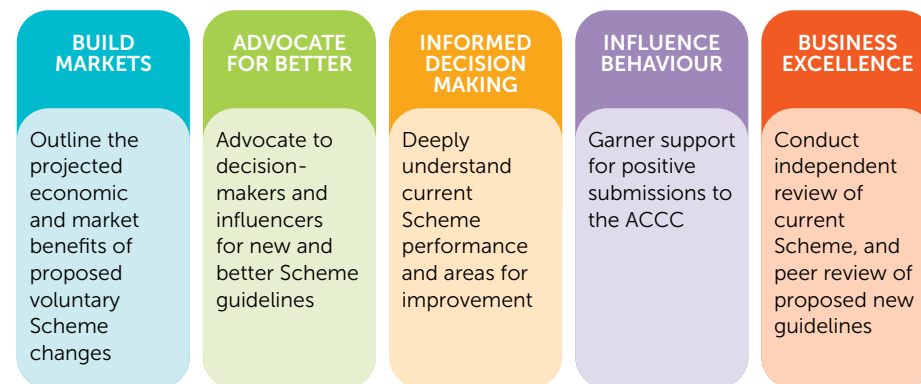 BUILD
MARKETS
Outline the
projected
economic
and market
benefits of
proposed
voluntary
Scheme
changes
ADVOCATE
FOR BETTER
Advocate to
decision-
makers and
influencers
for new and
better Scheme
guidelines
INFORMED
DECISION
MAKING
Deeply
understand
current
Scheme
performance
and areas for
improvement
INFLUENCE
BEHAVIOUR
Garner support
for positive
submissions to
the ACCC
BUSINESS
EXCELLENCE
Conduct
independent
review of
current
Scheme, and
peer review of
proposed new
guidelines